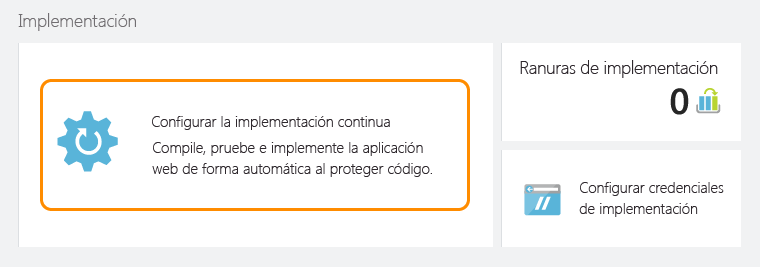 Implementación
Configurar la implementación continua
Compile, pruebe e implemente la aplicación
web de forma automática al proteger código.
Ranuras de implementación
0
Configurar credenciales
de implementación